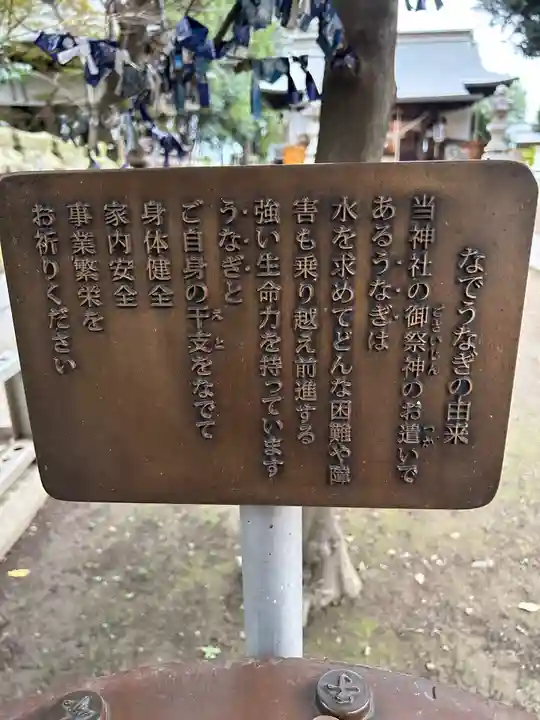 なでうなぎの由来
当神社の御祭神のお遣いで
あるうなぎは
水を求めてどんな困難や障
害も乗り越え前進する
強い生命力を持っています
うなぎと
ご自身の干支をなでて
身体健全
家内安全
事業繁栄を
お祈りください